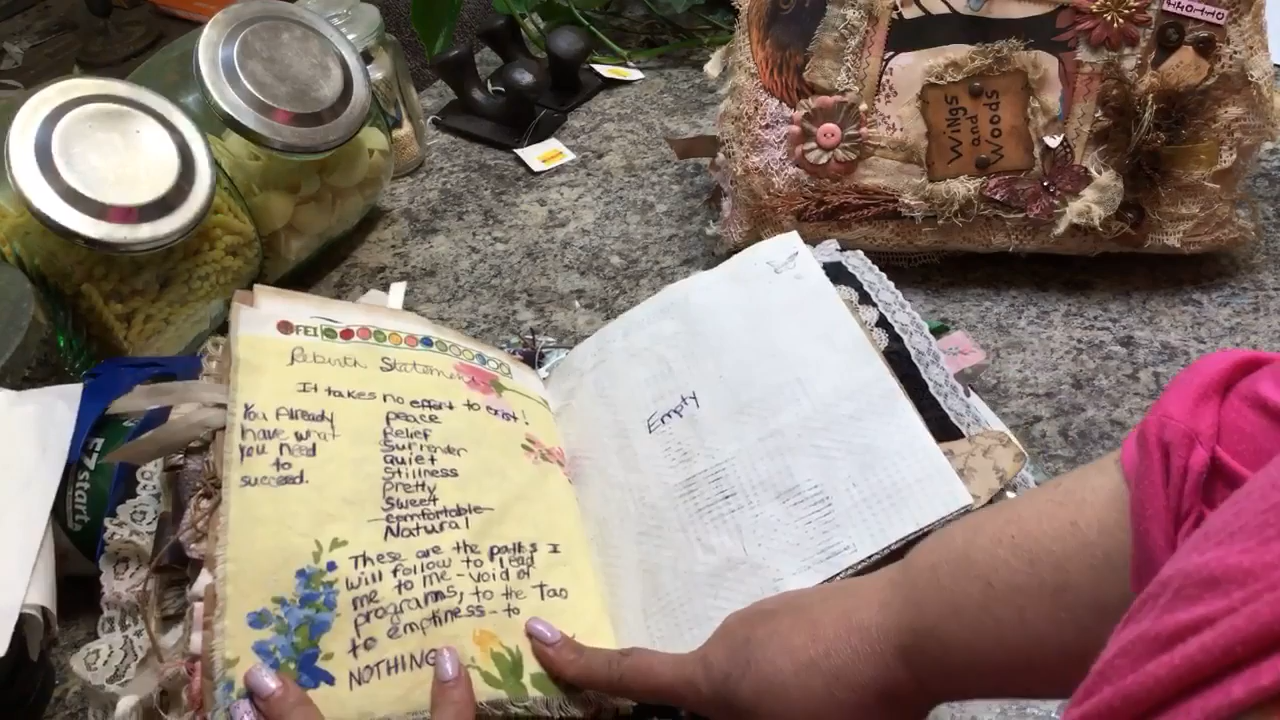 Wings
and
Woods
FEI
Rebirth Statement
It takes no effort to exist!
You Already
have what
you need
to
succeed.
peace
Relief
Surrender
quiet
Stillness
pretty
Sweet
comfortable
Natural
These are the paths I
will follow to lead
me to me - void of
programs, to the Tao
to emptiness - to
NOTHING
Empty
EZ start